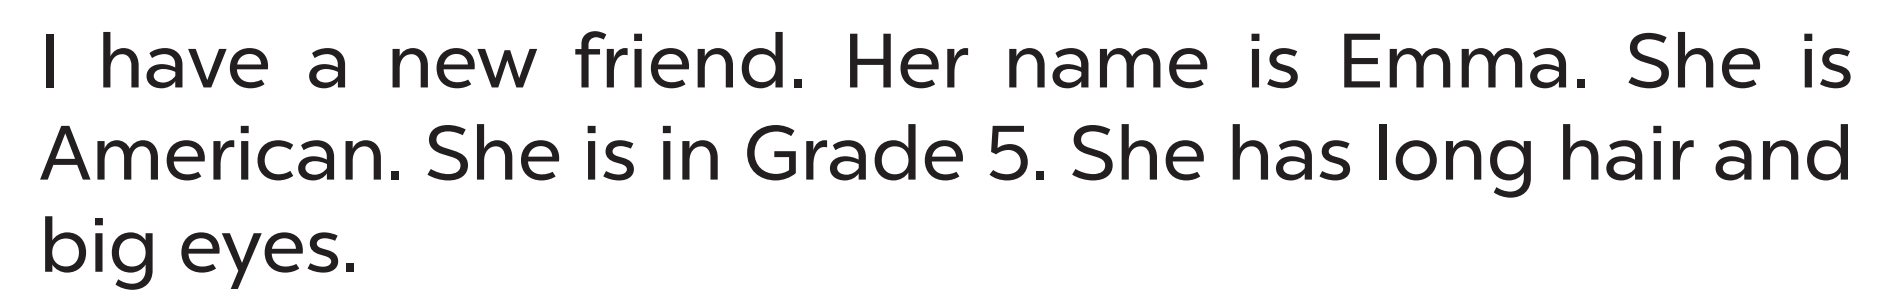 I have a new friend. Her name is Emma. She is
American. She is in Grade 5. She has long hair and
big eyes.